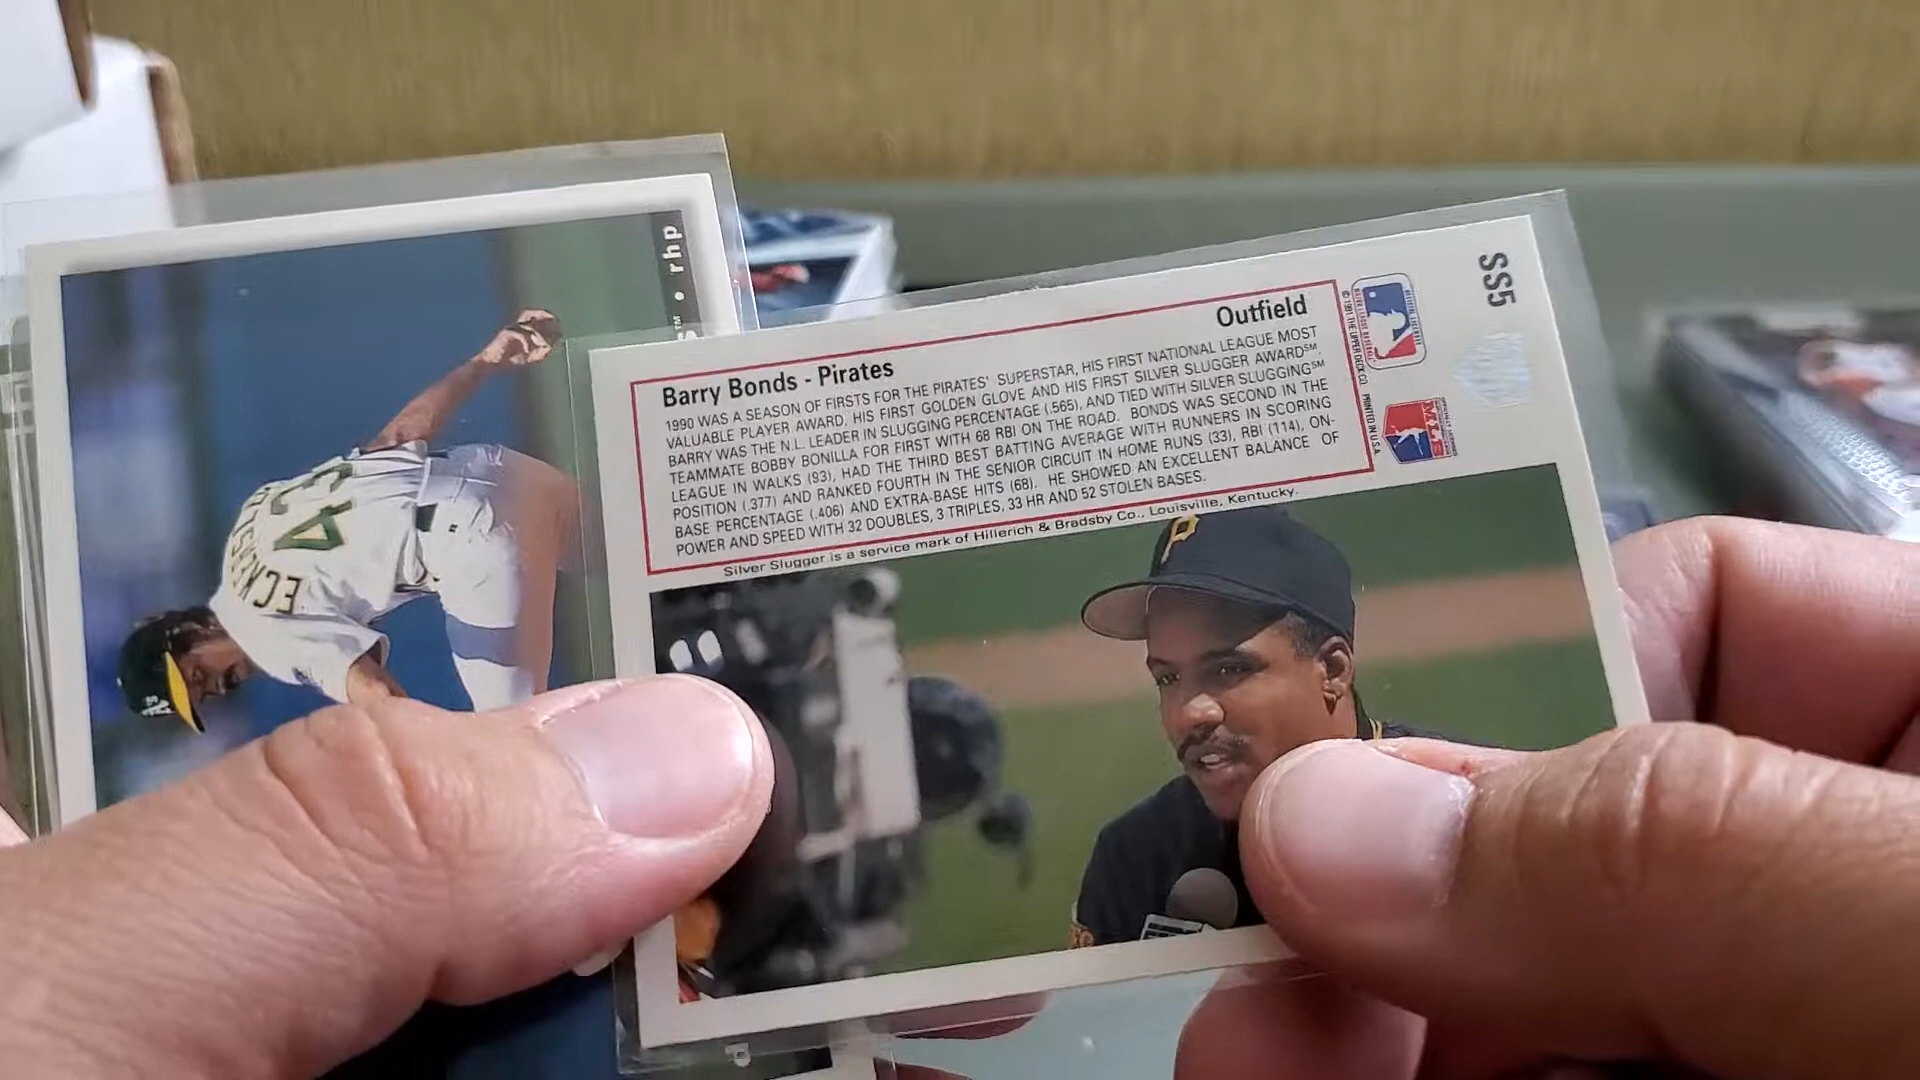 rhp
43
ECKERSLEY
SS5
Barry Bonds - Pirates
Outfield
1990 WAS A SEASON OF FIRSTS FOR THE PIRATES' SUPERSTAR, HIS FIRST NATIONAL LEAGUE MOST
VALUABLE PLAYER AWARD, HIS FIRST GOLDEN GLOVE AND HIS FIRST SILVER SLUGGER AWARD℠.
BARRY WAS THE N.L. LEADER IN SLUGGING PERCENTAGE (.565), AND TIED WITH SILVER SLUGGING℠
TEAMMATE BOBBY BONILLA FOR FIRST WITH 68 RBI ON THE ROAD. BONDS WAS SECOND IN THE
LEAGUE IN WALKS (93), HAD THE THIRD BEST BATTING AVERAGE WITH RUNNERS IN SCORING
POSITION (.377) AND RANKED FOURTH IN THE SENIOR CIRCUIT IN HOME RUNS (33), RBI (114), ON-
BASE PERCENTAGE (.406) AND EXTRA-BASE HITS (68). HE SHOWED AN EXCELLENT BALANCE OF
POWER AND SPEED WITH 32 DOUBLES, 3 TRIPLES, 33 HR AND 52 STOLEN BASES.
Silver Slugger is a service mark of Hillerich & Bradsby Co., Louisville, Kentucky.
© 1991 THE UPPER DECK CO. PRINTED IN U.S.A.
P